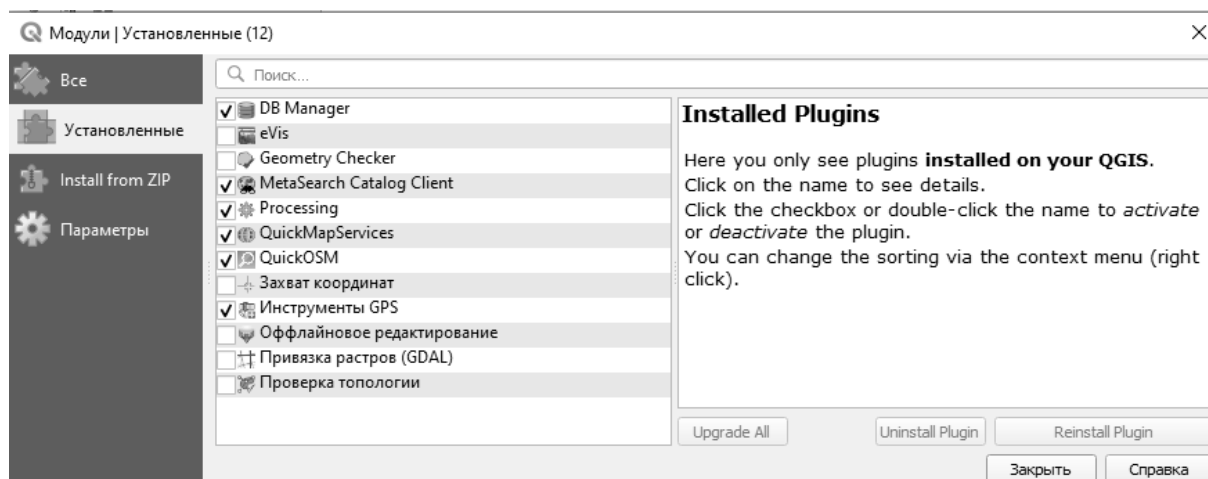 Модули | Установленные (12)
Все
Установленные
Install from ZIP
Параметры
Поиск...
DB Manager
eVis
Geometry Checker
MetaSearch Catalog Client
Processing
QuickMapServices
QuickOSM
Захват координат
Инструменты GPS
Оффлайновое редактирование
Привязка растров (GDAL)
Проверка топологии
Installed Plugins
Here you only see plugins installed on your QGIS.
Click on the name to see details.
Click the checkbox or double-click the name to activate
or deactivate the plugin.
You can change the sorting via the context menu (right
click).
Upgrade All
Uninstall Plugin
Reinstall Plugin
Закрыть
Справка